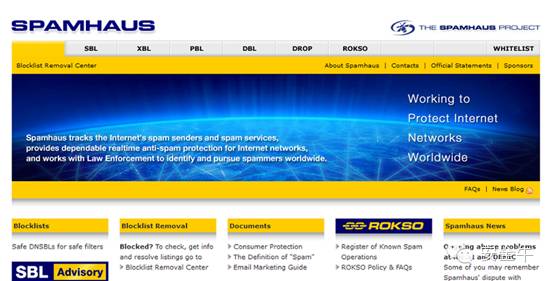 SPAMHAUS
THE SPAMHAUS PROJECT
SBL XBL PBL DBL DROP ROKSO WHITELIST
Blocklist Removal Center About Spamhaus | Contacts | Official Statements | Sponsors
Working to
Protect Internet
Networks
Worldwide
Spamhaus tracks the Internet's spam senders and spam services,
provides dependable realtime anti-spam protection for Internet networks,
and works with Law Enforcement to identify and pursue spammers worldwide.
FAQs | News Blog
Blocklists
Safe DNSBLs for safe filters
SBL Advisory
Blocklist Removal
Blocked? To check, get info
and resolve listings go to
Blocklist Removal Center
Documents
Consumer Protection
The Definition of "Spam"
Email Marketing Guide
ROKSO
Register of Known Spam
Operations
ROKSO Policy & FAQs
Spamhaus News
abuse problems
at
Some of you may remember
Spamhaus' dispute with